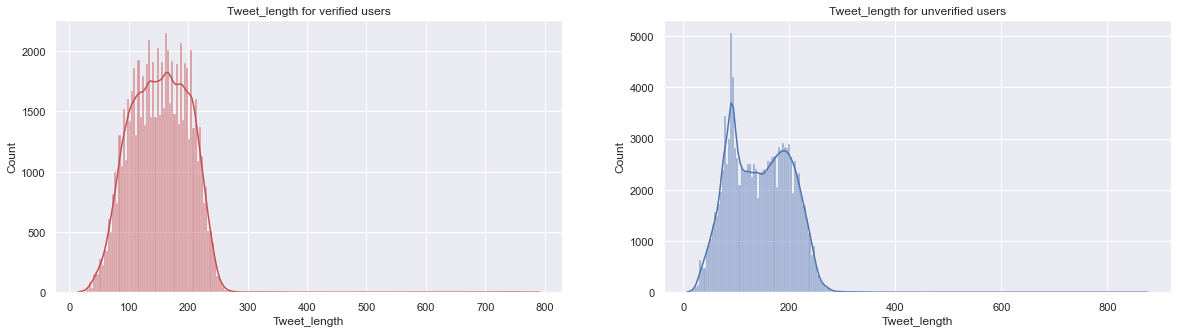 Tweet_length for verified users
2000
1500
1000
500
0
Count
0 100 200 300 400 500 600 700 800
Tweet_length
Tweet_length for unverified users
5000
4000
3000
2000
1000
0
Count
0 200 400 600 800
Tweet_length